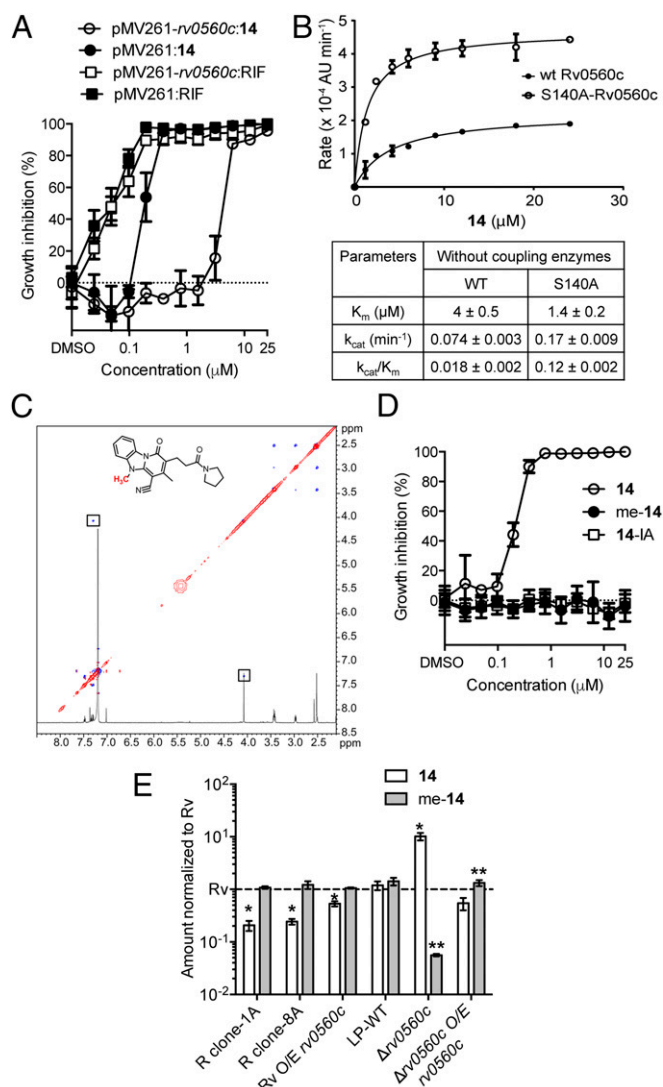 A
pMV261-rv0560c:14
pMV261:14
pMV261-rv0560c:RIF
pMV261:RIF
Growth inhibition (%)
100
80
60
40
20
0
DMSO
0.1
1
10
25
Concentration (μM)
B
Rate (x 10⁻⁴ AU min⁻¹)
5
4
3
2
1
0
wt Rv0560c
S140A-Rv0560c
0
10
20
30
14 (μM)
Parameters
Without coupling enzymes
WT
S140A
Kₘ (μM)
4 ± 0.5
1.4 ± 0.2
kcat (min⁻¹)
0.074 ± 0.003
0.17 ± 0.009
kcat/Kₘ
0.018 ± 0.002
0.12 ± 0.002
C
ppm
2.5
3.0
3.5
4.0
4.5
5.0
5.5
6.0
6.5
7.0
7.5
8.0
8.5
O
O
N
N
N
H₃C
N
8.0 7.5 7.0 6.5 6.0 5.5 5.0 4.5 4.0 3.5 3.0 2.5
ppm
D
Growth inhibition (%)
100
80
60
40
20
0
14
me-14
14-IA
DMSO
0.1
1
10
25
Concentration (μM)
E
14
me-14
Amount normalized to Rv
10²
10¹
Rv
10⁻¹
10⁻²
*
*
*
*
**
**
R clone-1A
R clone-8A
Rv O/E rv0560c
LP-WT
Δrv0560c
Δrv0560c O/E
rv0560c